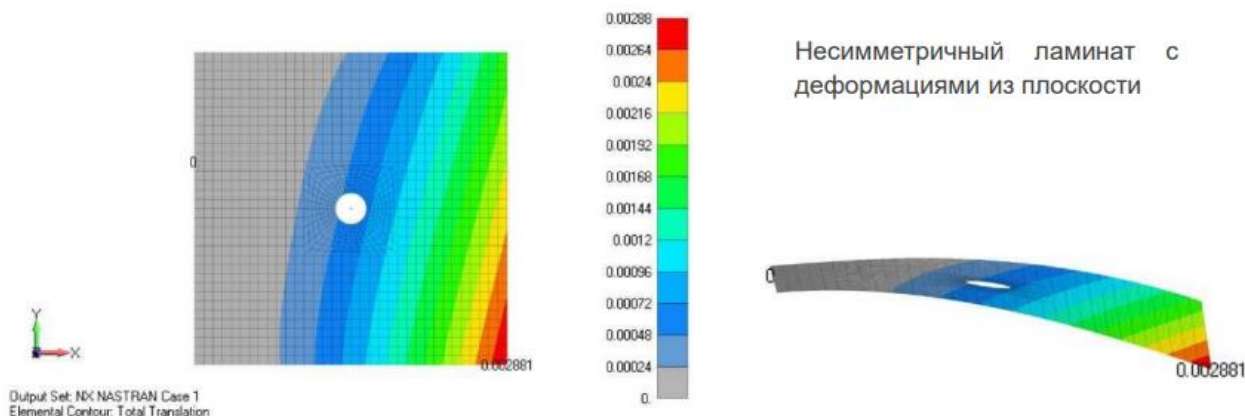 0.00288
0.00264
0.0024
0.00216
0.00192
0.00168
0.00144
0.0012
0.00096
0.00072
0.00048
0.00024
0.
Несимметричный ламинат с
деформациями из плоскости
0.
0.002881
Y
X
Output Set: NX NASTRAN Case 1
Elemental Contour: Total Translation
0
0.002881